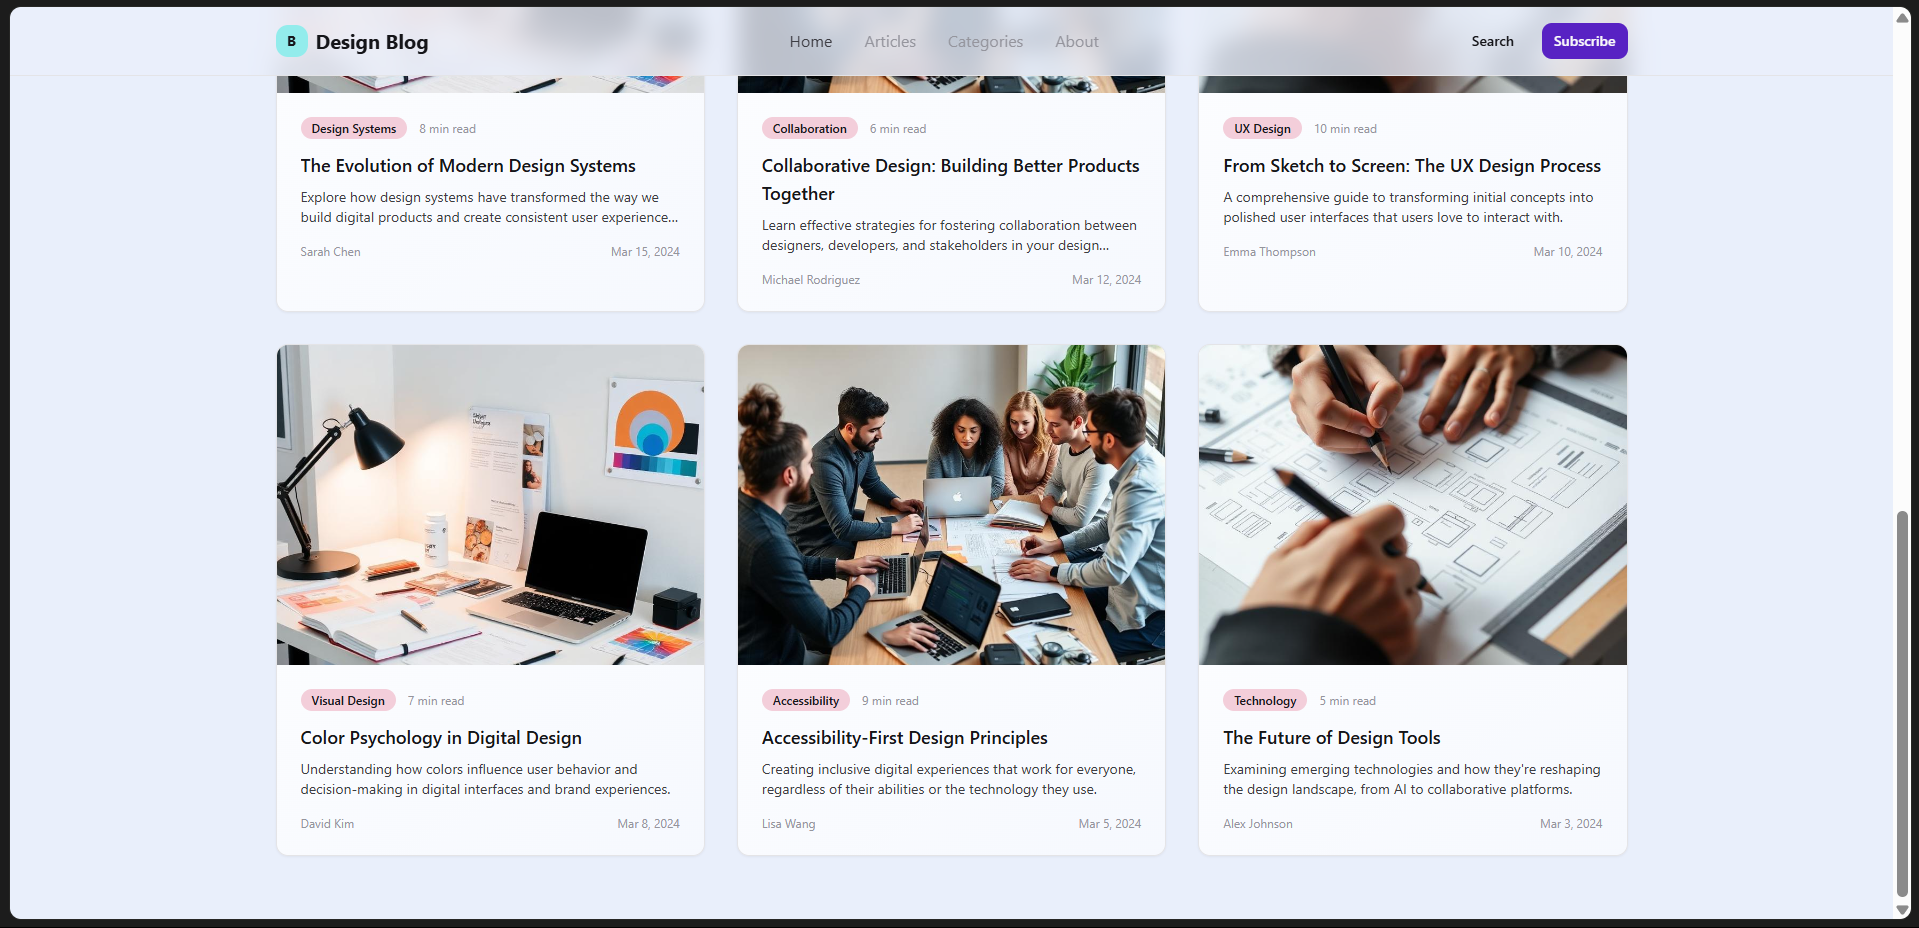 B
Design Blog
Home
Articles
Categories
About
Search
Subscribe
Design Systems
8 min read
The Evolution of Modern Design Systems
Explore how design systems have transformed the way we
build digital products and create consistent user experience...
Sarah Chen
Mar 15, 2024
Collaboration
6 min read
Collaborative Design: Building Better Products
Together
Learn effective strategies for fostering collaboration between
designers, developers, and stakeholders in your design...
Michael Rodriguez
Mar 12, 2024
UX Design
10 min read
From Sketch to Screen: The UX Design Process
A comprehensive guide to transforming initial concepts into
polished user interfaces that users love to interact with.
Emma Thompson
Mar 10, 2024
Visual Design
7 min read
Color Psychology in Digital Design
Understanding how colors influence user behavior and
decision-making in digital interfaces and brand experiences.
David Kim
Mar 8, 2024
Accessibility
9 min read
Accessibility-First Design Principles
Creating inclusive digital experiences that work for everyone,
regardless of their abilities or the technology they use.
Lisa Wang
Mar 5, 2024
Technology
5 min read
The Future of Design Tools
Examining emerging technologies and how they're reshaping
the design landscape, from AI to collaborative platforms.
Alex Johnson
Mar 3, 2024